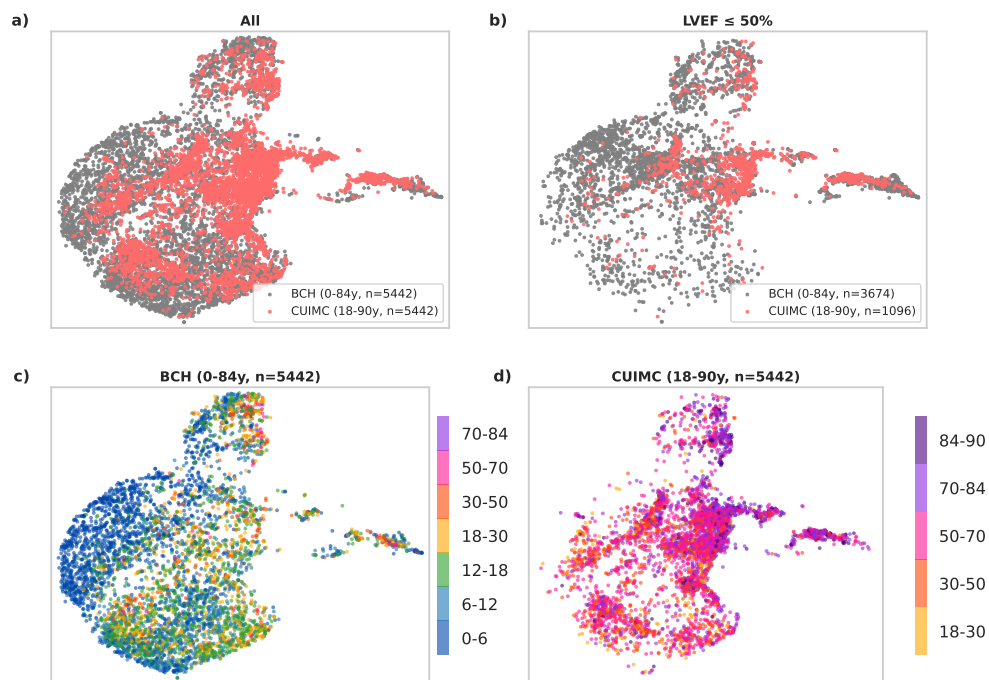 a)
All
BCH (0-84y, n=5442)
CUIMC (18-90y, n=5442)
b)
LVEF ≤ 50%
BCH (0-84y, n=3674)
CUIMC (18-90y, n=1096)
c)
BCH (0-84y, n=5442)
70-84
50-70
30-50
18-30
12-18
6-12
0-6
d)
CUIMC (18-90y, n=5442)
84-90
70-84
50-70
30-50
18-30